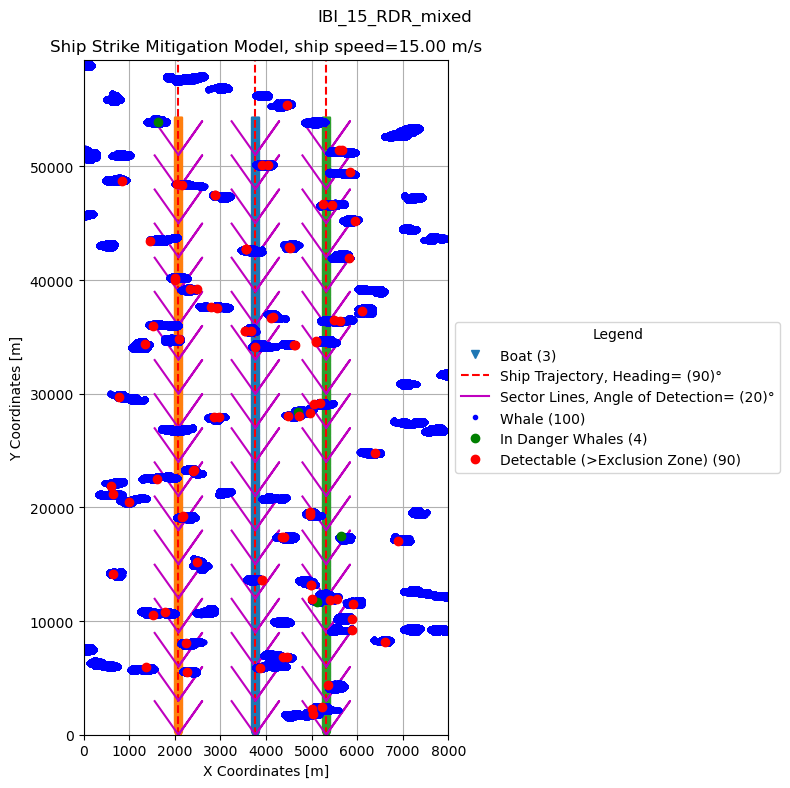 IBI_15_RDR_mixed
Ship Strike Mitigation Model, ship speed=15.00 m/s
Y Coordinates [m]
50000
40000
30000
20000
10000
0
0 1000 2000 3000 4000 5000 6000 7000 8000
X Coordinates [m]
Legend
Boat (3)
Ship Trajectory, Heading= (90)°
Sector Lines, Angle of Detection= (20)°
Whale (100)
In Danger Whales (4)
Detectable (>Exclusion Zone) (90)